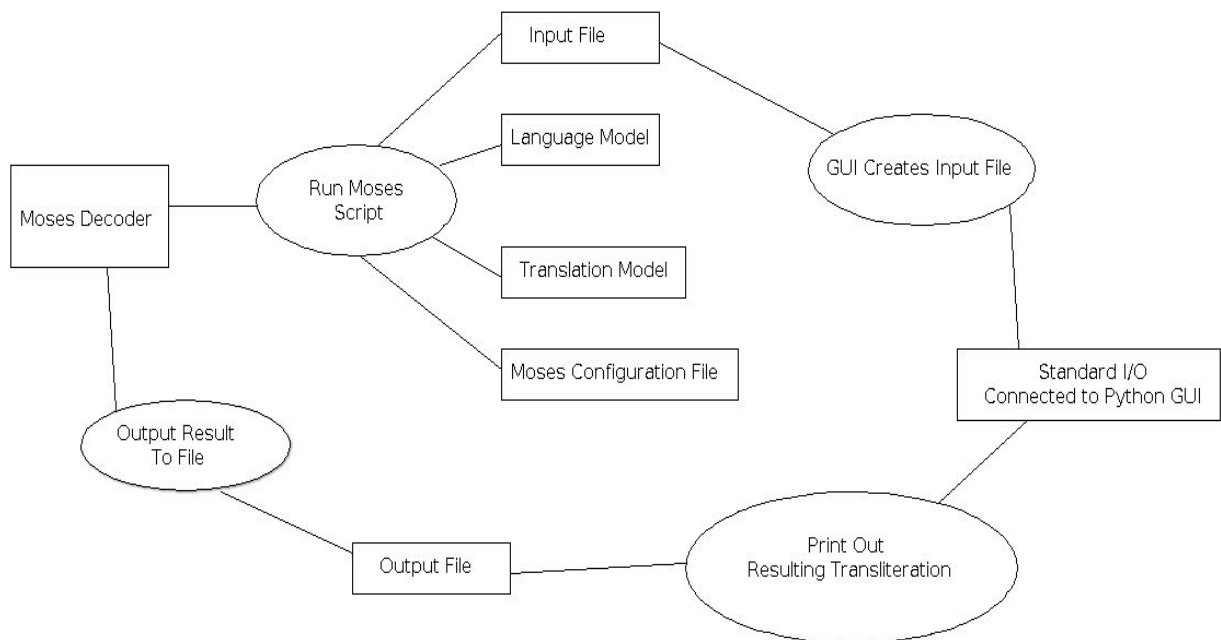 Input File
Language Model
GUI Creates Input File
Run Moses
Script
Moses Decoder
Translation Model
Moses Configuration File
Standard I/O
Connected to Python GUI
Output Result
To File
Print Out
Resulting Transliteration
Output File